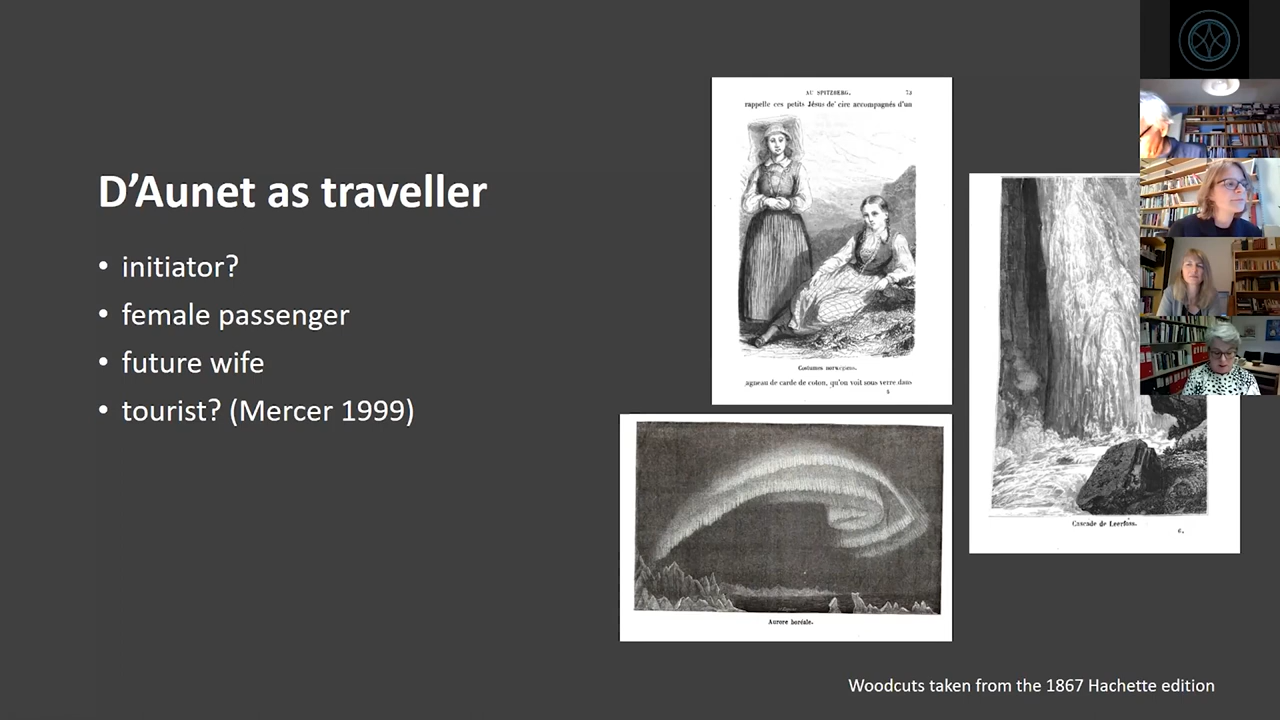 D'Aunet as traveller
• initiator?
• female passenger
• future wife
• tourist? (Mercer 1999)
AU SPITZBERG. 73
rappelle ces petits Jésus de cire accompagnés d'un
Costumes norvégiens.
agneau de carde de coton, qu'on voit sous verre dans
Aurore boréale.
Cascade de Leerfoss.
Woodcuts taken from the 1867 Hachette edition